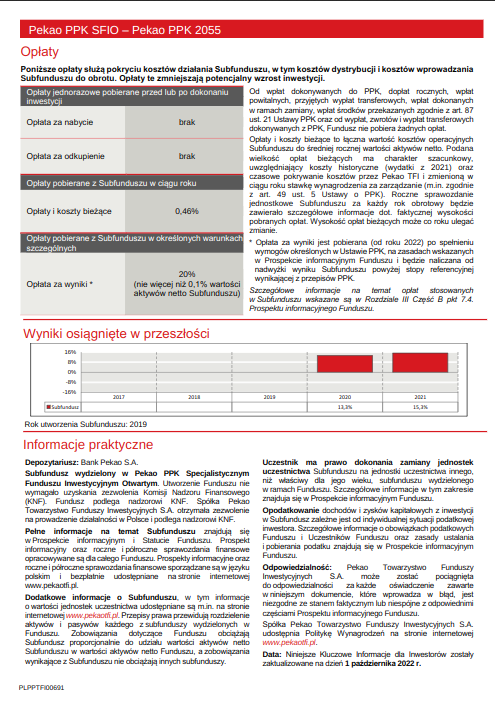 Pekao PPK SFIO – Pekao PPK 2055
Opłaty
Poniższe opłaty służą pokryciu kosztów działania Subfunduszu, w tym kosztów dystrybucji i kosztów wprowadzania
Subfunduszu do obrotu. Opłaty te zmniejszają potencjalny wzrost inwestycji.
Opłaty jednorazowe pobierane przed lub po dokonaniu
inwestycji
Opłata za nabycie brak
Opłata za odkupienie brak
Opłaty pobierane z Subfunduszu w ciągu roku
Opłaty i koszty bieżące 0,46%
Opłaty pobierane z Subfunduszu w określonych warunkach
szczególnych
Opłata za wyniki * 20%
(nie więcej niż 0,1% wartości
aktywów netto Subfunduszu)
Od wpłat dokonywanych do PPK, dopłat rocznych, wpłat
powitalnych, przyjętych wypłat transferowych, wpłat dokonanych
w ramach zamiany, wpłat środków przekazanych zgodnie z art. 87
ust. 21 Ustawy PPK oraz od wypłat, zwrotów i wypłat transferowych
dokonywanych z PPK, Fundusz nie pobiera żadnych opłat.
Opłaty i koszty bieżące to łączna wartość kosztów operacyjnych
Subfunduszu do średniej rocznej wartości aktywów netto. Podana
wielkość opłat bieżących ma charakter szacunkowy,
uwzględniający koszty historyczne (wydatki z 2021) oraz
czasowe pokrywanie kosztów przez Pekao TFI i zmienioną w
ciągu roku stawkę wynagrodzenia za zarządzanie (m.in. zgodnie
z art. 49 ust. 5 Ustawy o PPK). Roczne sprawozdanie
jednostkowe Subfunduszu za każdy rok obrotowy będzie
zawierało szczegółowe informacje dot. faktycznej wysokości
pobranych opłat. Wysokość opłat bieżących może co roku ulegać
zmianie.
* Opłata za wyniki jest pobierana (od roku 2022) po spełnieniu
wymogów określonych w Ustawie PPK, na zasadach wskazanych
w Prospekcie informacyjnym Funduszu i będzie naliczana od
nadwyżki wyniku Subfunduszu powyżej stopy referencyjnej
wynikającej z przepisów PPK.
Szczegółowe informacje na temat opłat stosowanych
w Subfunduszu wskazane są w Rozdziale III Część B pkt 7.4.
Prospektu informacyjnego Funduszu.
Wyniki osiągnięte w przeszłości
16%
8%
0%
-8%
-16%
2017 2018 2019 2020 2021
Subfundusz 13,3% 15,3%
Rok utworzenia Subfunduszu: 2019
Informacje praktyczne
Depozytariusz: Bank Pekao S.A.
Subfundusz wydzielony w Pekao PPK Specjalistycznym
Funduszu Inwestycyjnym Otwartym. Utworzenie Funduszu nie
wymagało uzyskania zezwolenia Komisji Nadzoru Finansowego
(KNF). Fundusz podlega nadzorowi KNF. Spółka Pekao
Towarzystwo Funduszy Inwestycyjnych S.A. otrzymała zezwolenie
na prowadzenie działalności w Polsce i podlega nadzorowi KNF.
Pełne informacje na temat Subfunduszu znajdują się
w Prospekcie informacyjnym i Statucie Funduszu. Prospekt
informacyjny oraz roczne i półroczne sprawozdania finansowe
opracowywane są dla całego Funduszu. Prospekty informacyjne oraz
roczne i półroczne sprawozdania finansowe sporządzane są w języku
polskim i bezpłatnie udostępniane na stronie internetowej
www.pekaotfi.pl.
Dodatkowe informacje o Subfunduszu, w tym informacje
o wartości jednostek uczestnictwa udostępniane są m.in. na stronie
internetowej www.pekaotfi.pl. Przepisy prawa przewidują rozdzielenie
aktywów i pasywów każdego z subfunduszy wydzielonych w
Funduszu. Zobowiązania dotyczące Funduszu obciążają
Subfundusz proporcjonalnie do udziału wartości aktywów netto
Subfunduszu w wartości aktywów netto Funduszu, a zobowiązania
wynikające z Subfunduszu nie obciążają innych subfunduszy.
Uczestnik ma prawo dokonania zamiany jednostek
uczestnictwa Subfunduszu na jednostki uczestnictwa innego,
niż właściwy dla jego wieku, subfunduszu wydzielonego
w ramach Funduszu. Szczegółowe informacje w tym zakresie
znajdują się w Prospekcie informacyjnym Funduszu.
Opodatkowanie dochodów i zysków kapitałowych z inwestycji
w Subfundusz zależne jest od indywidualnej sytuacji podatkowej
inwestora. Szczegółowe informacje o obowiązkach podatkowych
Funduszu i Uczestników Funduszu oraz zasady ustalania
i pobierania podatku znajdują się w Prospekcie informacyjnym
Funduszu.
Odpowiedzialność: Pekao Towarzystwo Funduszy
Inwestycyjnych S.A. może zostać pociągnięta
do odpowiedzialności za każde oświadczenie zawarte
w niniejszym dokumencie, które wprowadza w błąd, jest
niezgodne ze stanem faktycznym lub niespójne z odpowiednimi
częściami Prospektu informacyjnego Funduszu.
Spółka Pekao Towarzystwo Funduszy Inwestycyjnych S.A.
udostępnia Politykę Wynagrodzeń na stronie internetowej
www.pekaotfi.pl.
Data: Niniejsze Kluczowe Informacje dla Inwestorów zostały
zaktualizowane na dzień 1 października 2022 r.
PLPPTFI00691